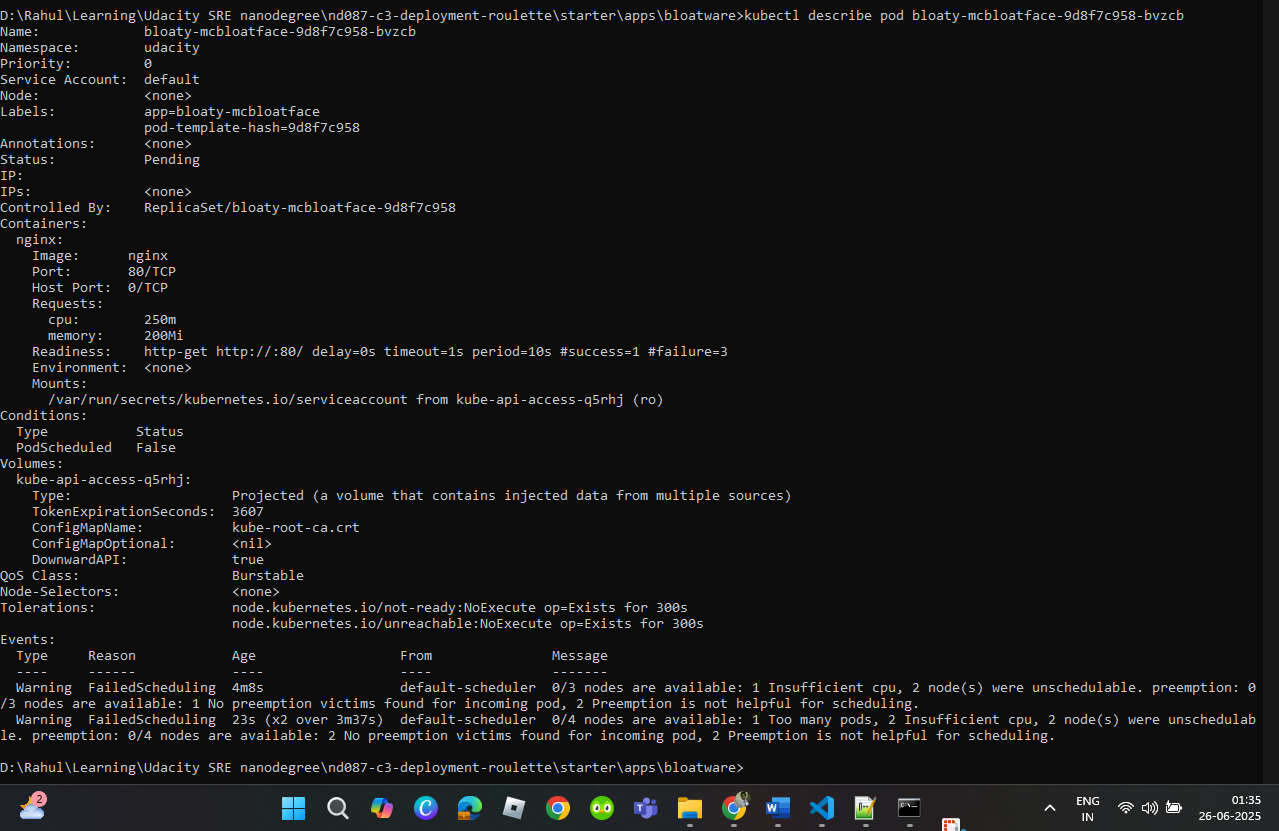 D:\Rahul\Learning\Udacity SRE nanodegree\nd087-c3-deployment-roulette\starter\apps\bloatware>kubectl describe pod bloaty-mcbloatface-9d8f7c958-bvzcb
Name:             bloaty-mcbloatface-9d8f7c958-bvzcb
Namespace:        udacity
Priority:         0
Service Account:  default
Node:             <none>
Labels:           app=bloaty-mcbloatface
                  pod-template-hash=9d8f7c958
Annotations:      <none>
Status:           Pending
IP:
IPs:              <none>
Controlled By:    ReplicaSet/bloaty-mcbloatface-9d8f7c958
Containers:
  nginx:
    Image:      nginx
    Port:       80/TCP
    Host Port:  0/TCP
    Requests:
      cpu:        250m
      memory:     200Mi
    Readiness:    http-get http://:80/ delay=0s timeout=1s period=10s #success=1 #failure=3
    Environment:  <none>
    Mounts:
      /var/run/secrets/kubernetes.io/serviceaccount from kube-api-access-q5rhj (ro)
Conditions:
  Type           Status
  PodScheduled   False
Volumes:
  kube-api-access-q5rhj:
    Type:                    Projected (a volume that contains injected data from multiple sources)
    TokenExpirationSeconds:  3607
    ConfigMapName:           kube-root-ca.crt
    ConfigMapOptional:       <nil>
    DownwardAPI:             true
QoS Class:                   Burstable
Node-Selectors:              <none>
Tolerations:                 node.kubernetes.io/not-ready:NoExecute op=Exists for 300s
                             node.kubernetes.io/unreachable:NoExecute op=Exists for 300s
Events:
  Type     Reason            Age                  From               Message
  ----     ------            ----                 ----               -------
  Warning  FailedScheduling  4m8s                 default-scheduler  0/3 nodes are available: 1 Insufficient cpu, 2 node(s) were unschedulable. preemption: 0
/3 nodes are available: 1 No preemption victims found for incoming pod, 2 Preemption is not helpful for scheduling.
  Warning  FailedScheduling  23s (x2 over 3m37s)  default-scheduler  0/4 nodes are available: 1 Too many pods, 2 Insufficient cpu, 2 node(s) were unschedulab
le. preemption: 0/4 nodes are available: 2 No preemption victims found for incoming pod, 2 Preemption is not helpful for scheduling.
D:\Rahul\Learning\Udacity SRE nanodegree\nd087-c3-deployment-roulette\starter\apps\bloatware>
2
ENG
IN
01:35
26-06-2025